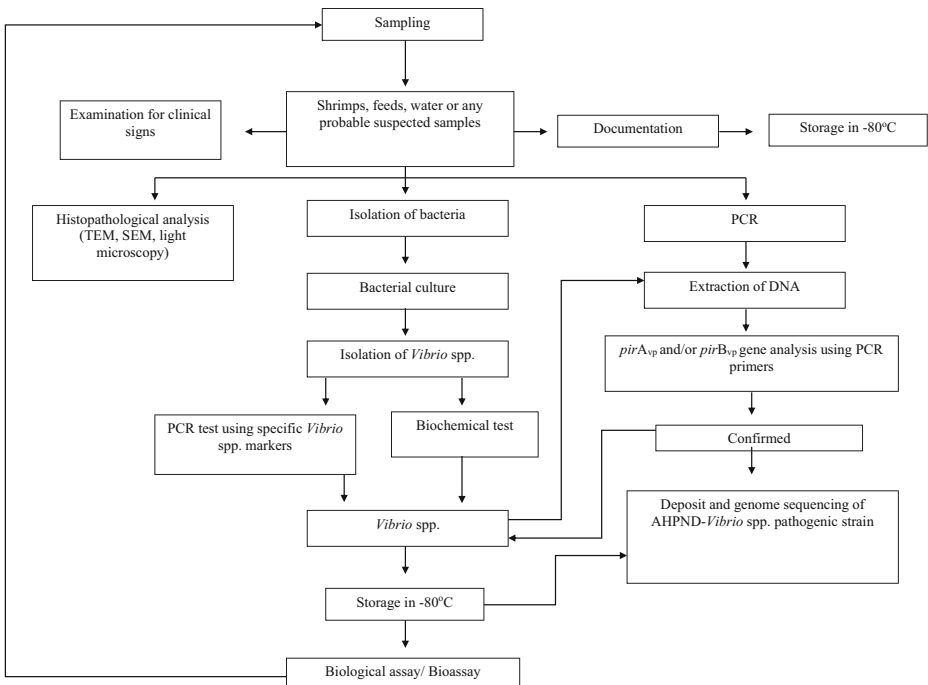 Sampling
Shrimps, feeds, water or any
probable suspected samples
Examination for clinical
signs
Documentation
Storage in -80ºC
Histopathological analysis
(TEM, SEM, light
microscopy)
Isolation of bacteria
PCR
Bacterial culture
Extraction of DNA
Isolation of Vibrio spp.
pirAvp and/or pirBvp gene analysis using PCR
primers
PCR test using specific Vibrio
spp. markers
Biochemical test
Confirmed
Vibrio spp.
Deposit and genome sequencing of
AHPND-Vibrio spp. pathogenic strain
Storage in -80ºC
Biological assay/ Bioassay